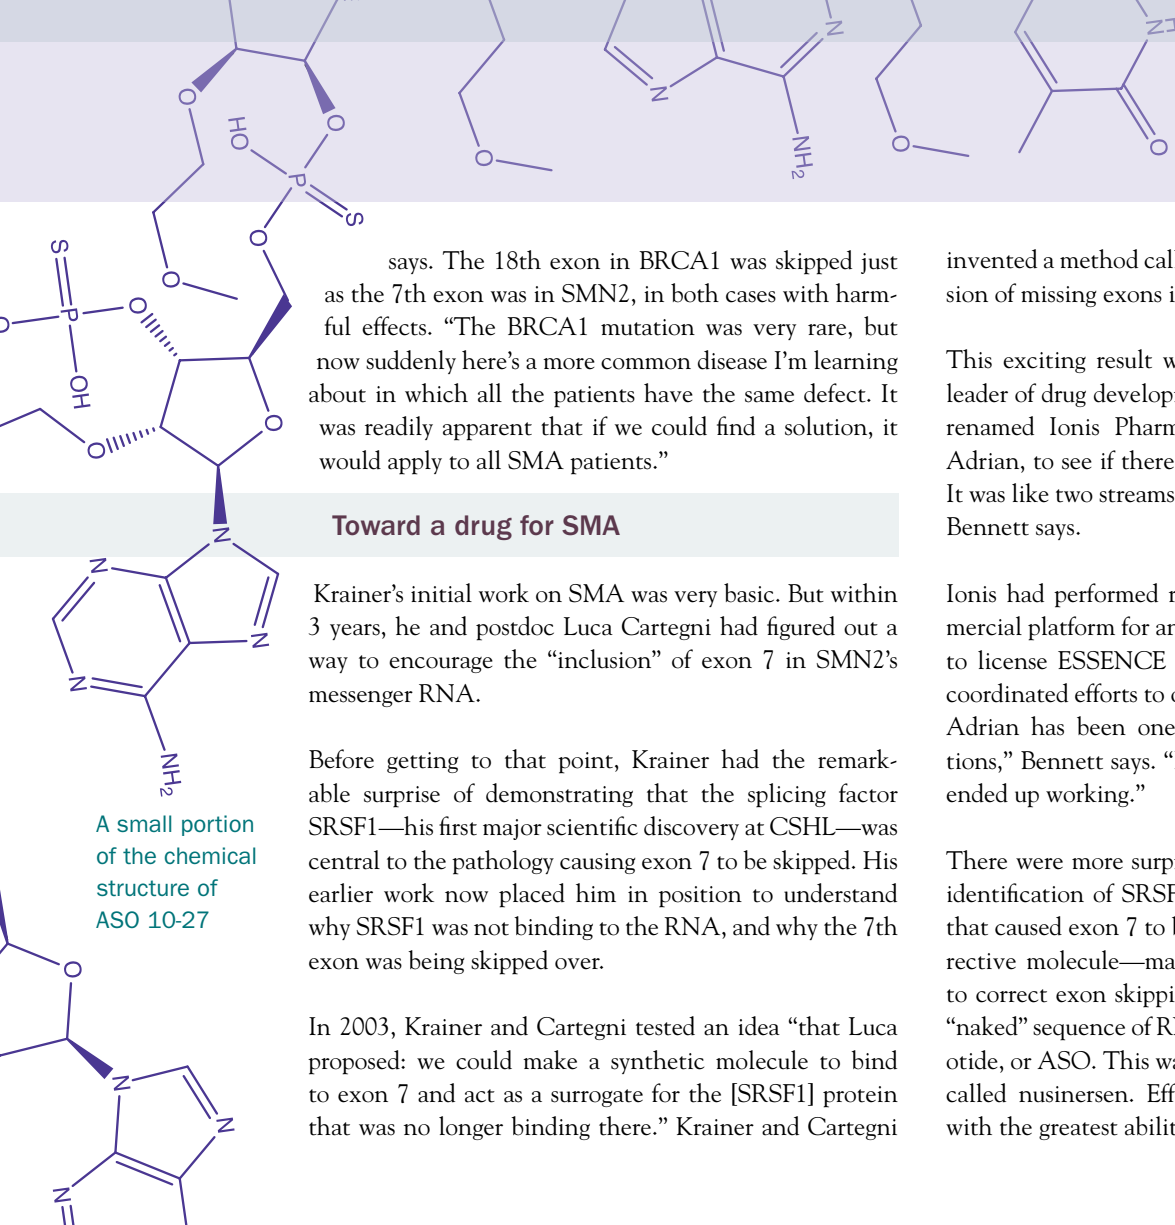 says. The 18th exon in BRCA1 was skipped just
as the 7th exon was in SMN2, in both cases with harm-
ful effects. “The BRCA1 mutation was very rare, but
now suddenly here’s a more common disease I’m learning
about in which all the patients have the same defect. It
was readily apparent that if we could find a solution, it
would apply to all SMA patients.”
Toward a drug for SMA
Krainer’s initial work on SMA was very basic. But within
3 years, he and postdoc Luca Cartegni had figured out a
way to encourage the “inclusion” of exon 7 in SMN2’s
messenger RNA.
Before getting to that point, Krainer had the remark-
able surprise of demonstrating that the splicing factor
SRSF1—his first major scientific discovery at CSHL—was
central to the pathology causing exon 7 to be skipped. His
earlier work now placed him in position to understand
why SRSF1 was not binding to the RNA, and why the 7th
exon was being skipped over.
In 2003, Krainer and Cartegni tested an idea “that Luca
proposed: we could make a synthetic molecule to bind
to exon 7 and act as a surrogate for the [SRSF1] protein
that was no longer binding there.” Krainer and Cartegni
invented a method
sion of missing exons
This exciting result
leader of drug
renamed Ionis
Adrian, to see if there
It was like two streams
Bennett says.
Ionis had performed
mercial platform for
to license ESSENCE
coordinated efforts to
Adrian has been one
tions,” Bennett says.
ended up working.”
There were more
identification of
that caused exon 7 to
rective
to correct exon
“naked” sequence of
otide, or ASO. This
called nusinersen.
with the greatest
A small portion
of the chemical
structure of
ASO 10-27
O
O
HO
P
S
O
O
O
N
NH2
O
N
N
O
S
O
P
O
OH
O
O
N
N
N
N
NH2
O
N
N
N